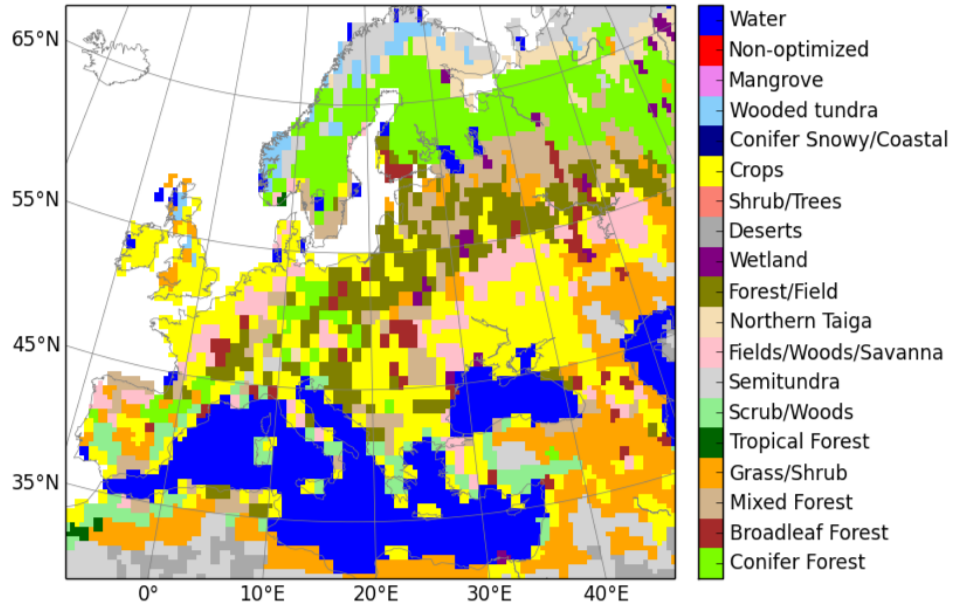 65°N
55°N
45°N
35°N
0°
10°E
20°E
30°E
40°E
Water
Non-optimized
Mangrove
Wooded tundra
Conifer Snowy/Coastal
Crops
Shrub/Trees
Deserts
Wetland
Forest/Field
Northern Taiga
Fields/Woods/Savanna
Semitundra
Scrub/Woods
Tropical Forest
Grass/Shrub
Mixed Forest
Broadleaf Forest
Conifer Forest